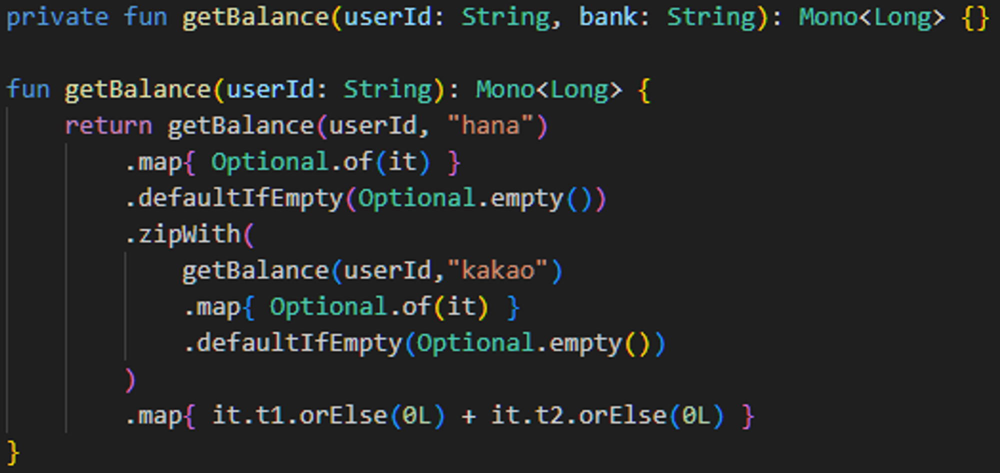 private fun getBalance(userId: String, bank: String): Mono<Long> {}
fun getBalance(userId: String): Mono<Long> {
return getBalance(userId, "hana")
.map{ Optional.of(it) }
.defaultIfEmpty(Optional.empty())
.zipWith(
getBalance(userId,"kakao")
.map{ Optional.of(it) }
.defaultIfEmpty(Optional.empty())
)
.map{ it.t1.orElse(0L) + it.t2.orElse(0L) }
}